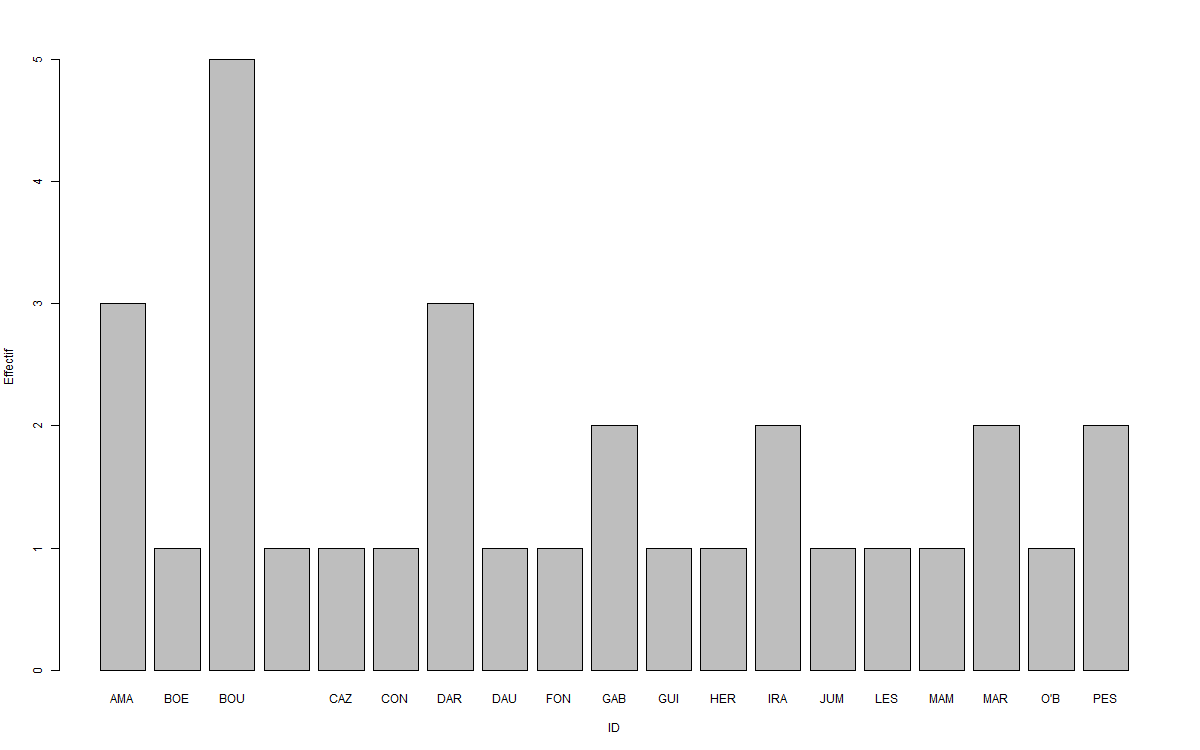 5
4
3
2
1
0
Effectif
AMA BOE BOU CAZ CON DAR DAU FON GAB GUI HER IRA JUM LES MAM MAR O'B PES
ID